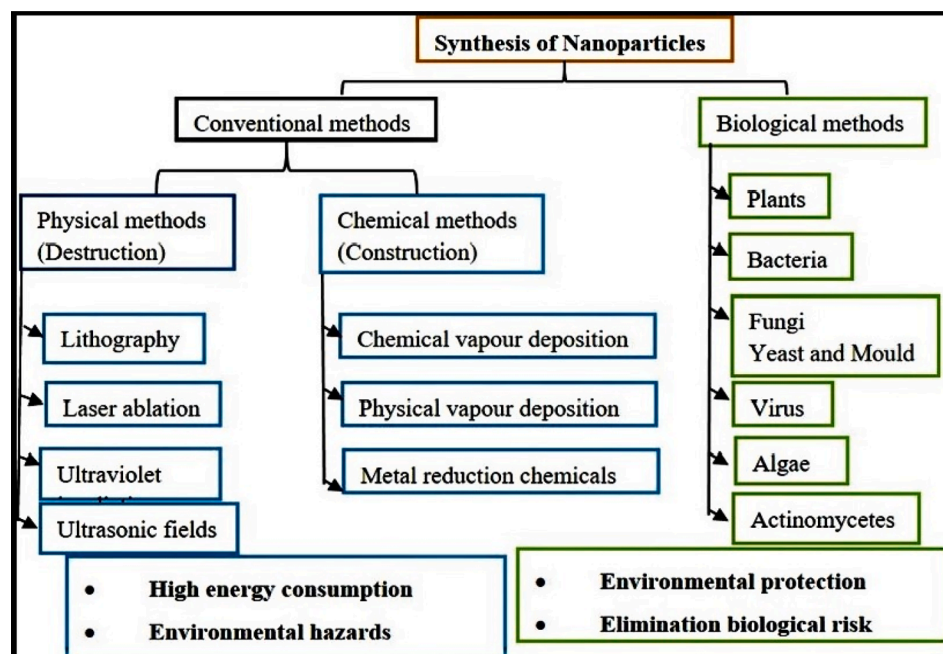 Synthesis of Nanoparticles
Conventional methods
Biological methods
Physical methods
(Destruction)
Chemical methods
(Construction)
Lithography
Laser ablation
Ultraviolet
Ultrasonic fields
Chemical vapour deposition
Physical vapour deposition
Metal reduction chemicals
Plants
Bacteria
Fungi
Yeast and Mould
Virus
Algae
Actinomycetes
• High energy consumption
• Environmental hazards
• Environmental protection
• Elimination biological risk